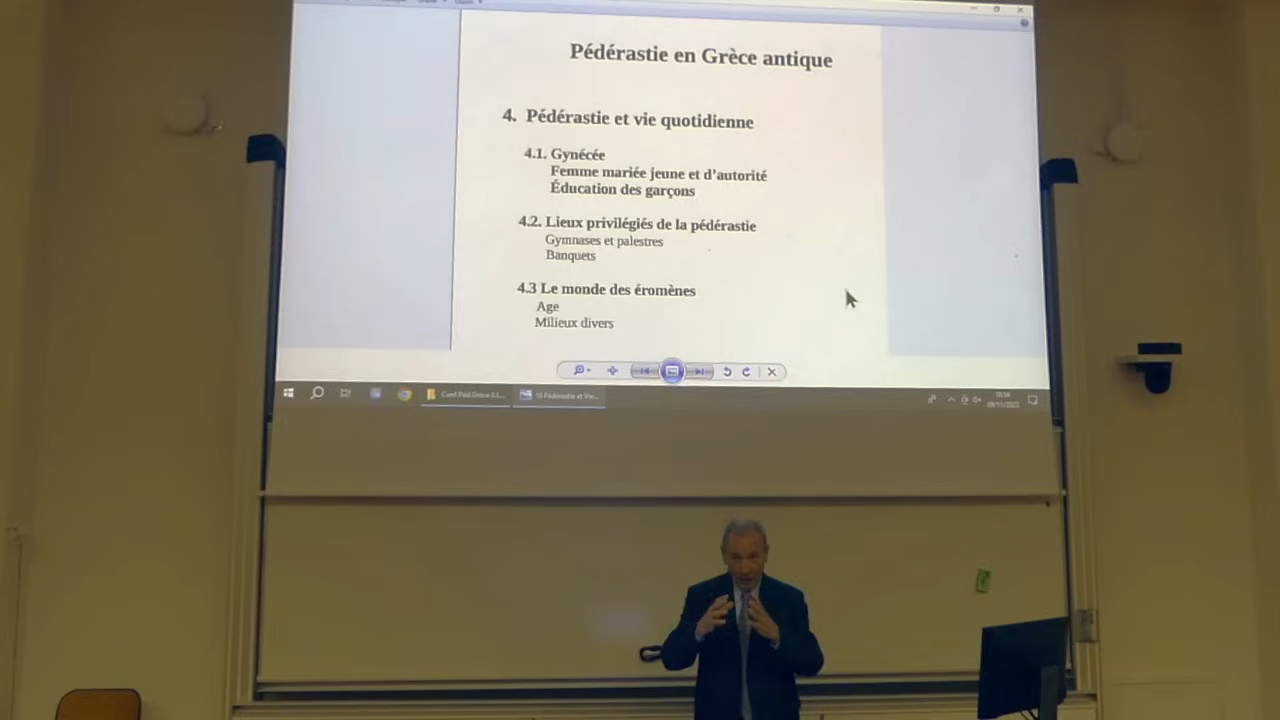 Pédérastie en Grèce antique
4. Pédérastie et vie quotidienne
4.1. Gynécée
Femme mariée jeune et d'autorité
Éducation des garçons
4.2. Lieux privilégiés de la pédérastie
Gymnases et palestres
Banquets
4.3 Le monde des éromènes
Age
Milieux divers